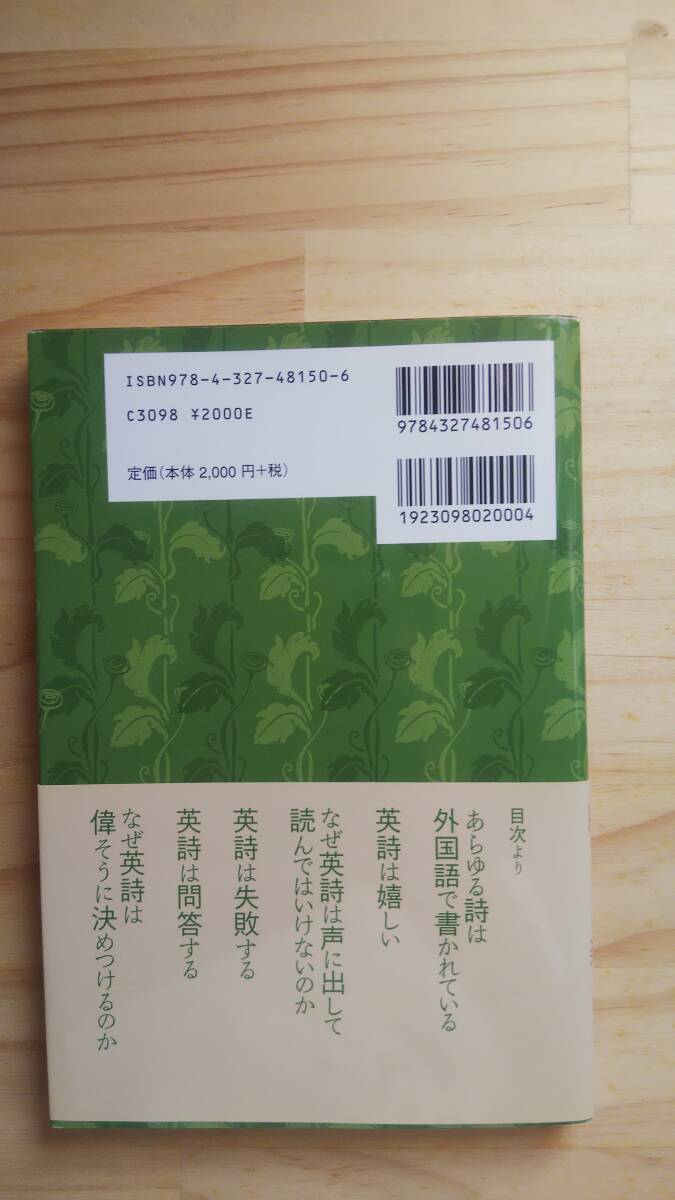 ISBN978-4-327-48150-6
C3098 ¥2000E
定価(本体 2,000 円+税)
9784327481506
1923098020004
目次より
あらゆる詩は
外国語で書かれている
英詩は嬉しい
なぜ英詩は声に出して
読んではいけないのか
英詩は失敗する
英詩は問答する
なぜ英詩は
偉そうに決めつけるのか